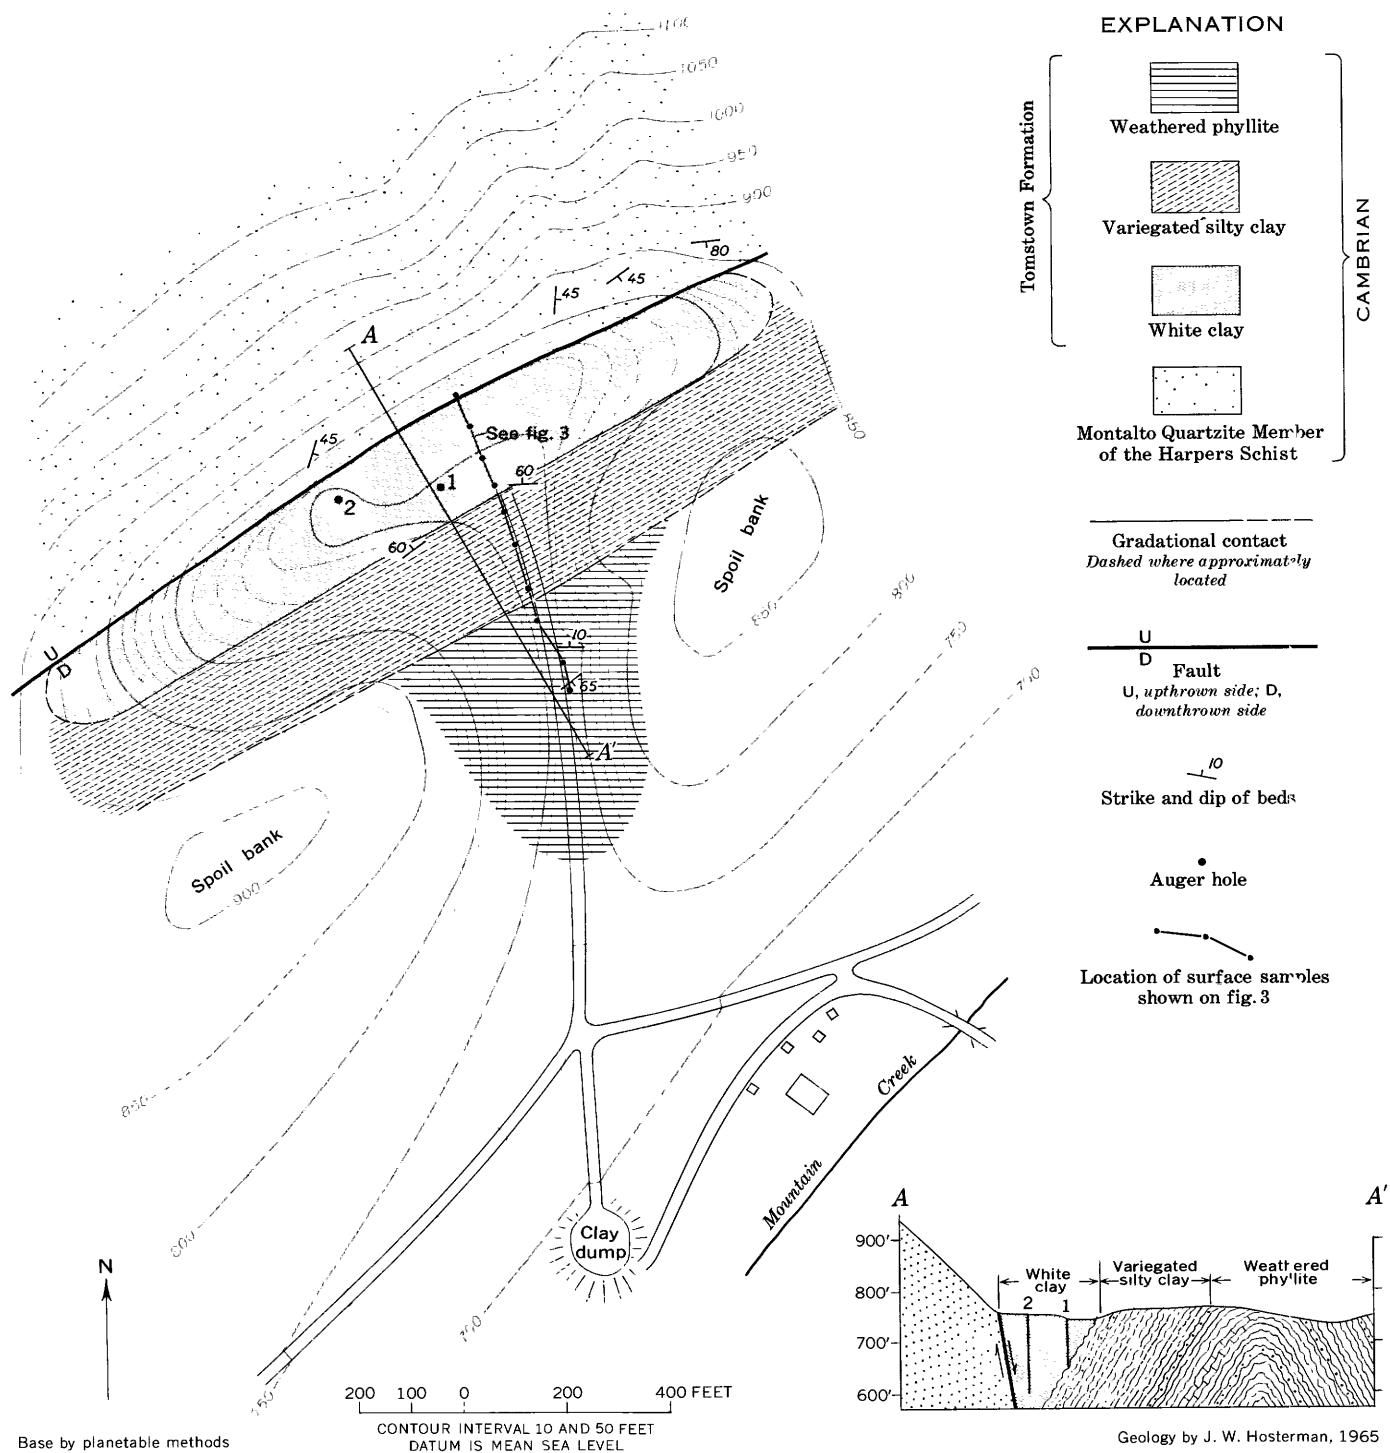 EXPLANATION
Weathered phyllite
Variegated silty clay
White clay
Tomstown Formation
Montalto Quartzite Member
of the Harpers Schist
CAMBRIAN
Gradational contact
Dashed where approximately
located
U
D
Fault
U, upthrown side; D,
downthrown side
10
Strike and dip of beds
Auger hole
Location of surface samples
shown on fig. 3
1100
1050
1000
950
900
80
45
45
A
45
See fig. 3
60
1
2
60
850
Spoil bank
850
800
750
700
U
D
10
65
A'
Spoil bank
900
850
800
750
700
Creek
Mountain
Clay
dump
N
200 100 0 200 400 FEET
CONTOUR INTERVAL 10 AND 50 FEET
DATUM IS MEAN SEA LEVEL
Base by planetable methods
A A'
900'
800'
700'
600'
White
clay
Variegated
silty clay
Weathered
phyllite
2 1
Geology by J. W. Hosterman, 1965